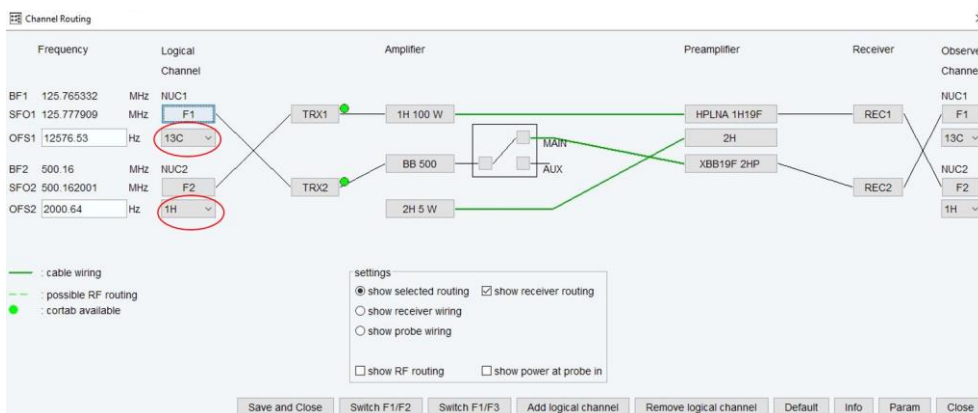 Channel Routing
Frequency Logical Channel Amplifier Preamplifier Receiver Observe Channel
BF1 125.765332 MHz NUC1 NUC1
SFO1 125.777909 MHz F1 TRX1 1H 100 W HPLNA 1H19F REC1 F1
OFS1 12576.53 Hz 13C MAIN 2H 13C
BF2 500.16 MHz NUC2 BB 500 AUX XBB19F 2HP NUC2
SFO2 500.162001 MHz F2 TRX2 REC2 F2
OFS2 2000.64 Hz 1H 2H 5 W 1H
: cable wiring
: possible RF routing
: cortab available
settings
show selected routing show receiver routing
show receiver wiring
show probe wiring
show RF routing show power at probe in
Save and Close Switch F1/F2 Switch F1/F3 Add logical channel Remove logical channel Default Info Param Close